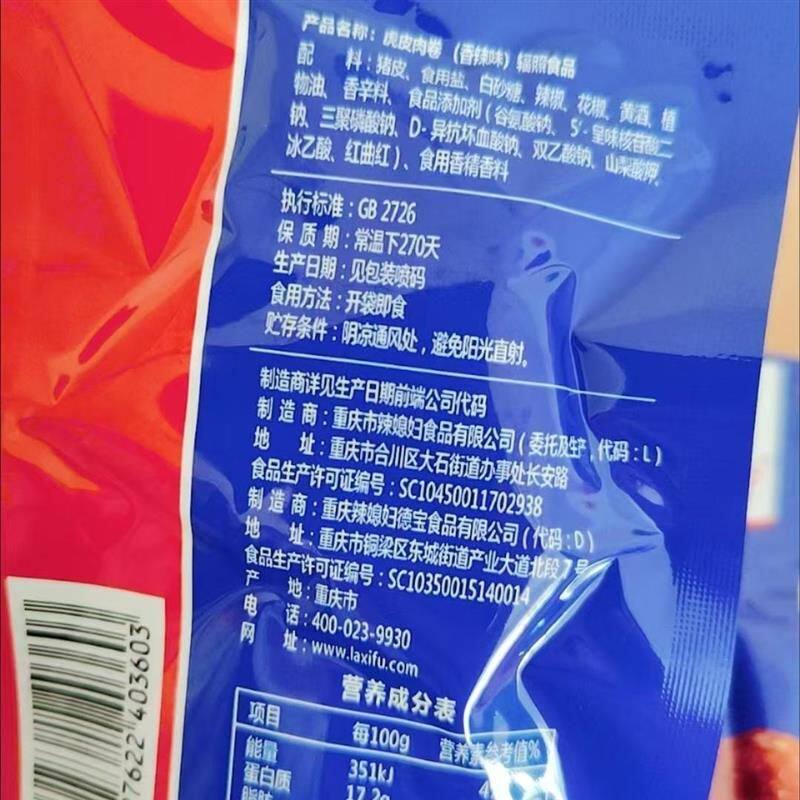 产品名称：虎皮肉卷（香辣味）辐照食品
配 料：猪皮、食用盐、白砂糖、辣椒、花椒、黄酒、植
物油、香辛料、食品添加剂（谷氨酸钠、5'-呈味核苷酸二
钠、三聚磷酸钠、D-异抗坏血酸钠、双乙酸钠、山梨酸钾、
冰乙酸、红曲红）、食用香精香料
执行标准：GB 2726
保 质 期：常温下270天
生产日期：见包装喷码
食用方法：开袋即食
贮存条件：阴凉通风处，避免阳光直射。
制造商详见生产日期前端公司代码
制 造 商：重庆市辣媳妇食品有限公司（委托及生产，代码：L）
地 址：重庆市合川区大石街道办事处长安路
食品生产许可证编号：SC10450011702938
制 造 商：重庆辣媳妇德宝食品有限公司（代码：D）
地 址：重庆市铜梁区东城街道产业大道北段7号
食品生产许可证编号：SC10350015140014
产 地：重庆市
电 话：400-023-9930
网 址：www.laxifu.com
营养成分表
项目 每100g 营养素参考值%
能量 351kJ 4
蛋白质 17.2g
脂肪
7622 403603